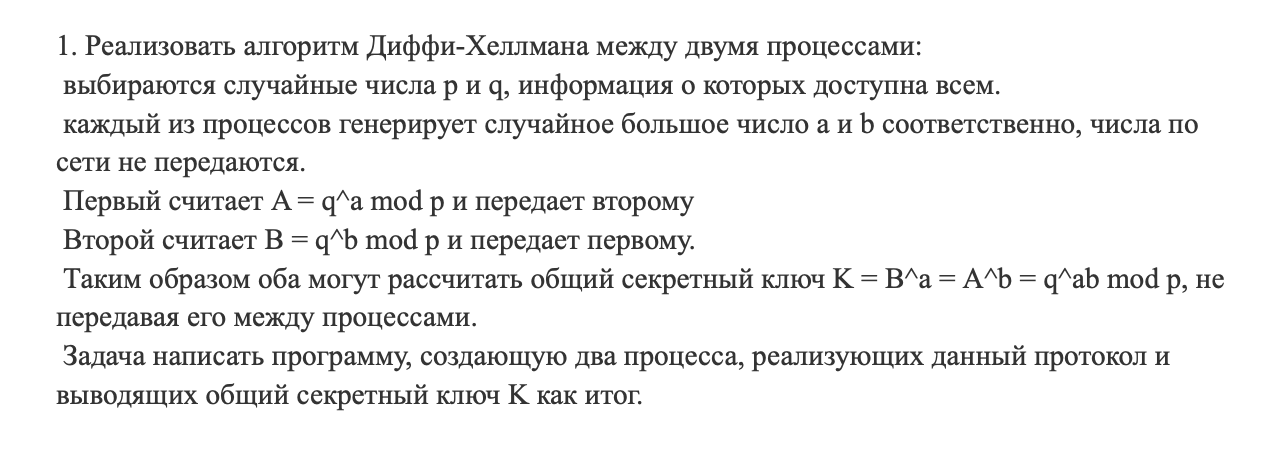 1. Реализовать алгоритм Диффи-Хеллмана между двумя процессами:
выбираются случайные числа p и q, информация о которых доступна всем.
каждый из процессов генерирует случайное большое число a и b соответственно, числа по
сети не передаются.
Первый считает A = q^a mod p и передает второму
Второй считает B = q^b mod p и передает первому.
Таким образом оба могут рассчитать общий секретный ключ K = B^a = A^b = q^ab mod p, не
передавая его между процессами.
Задача написать программу, создающую два процесса, реализующих данный протокол и
выводящих общий секретный ключ K как итог.